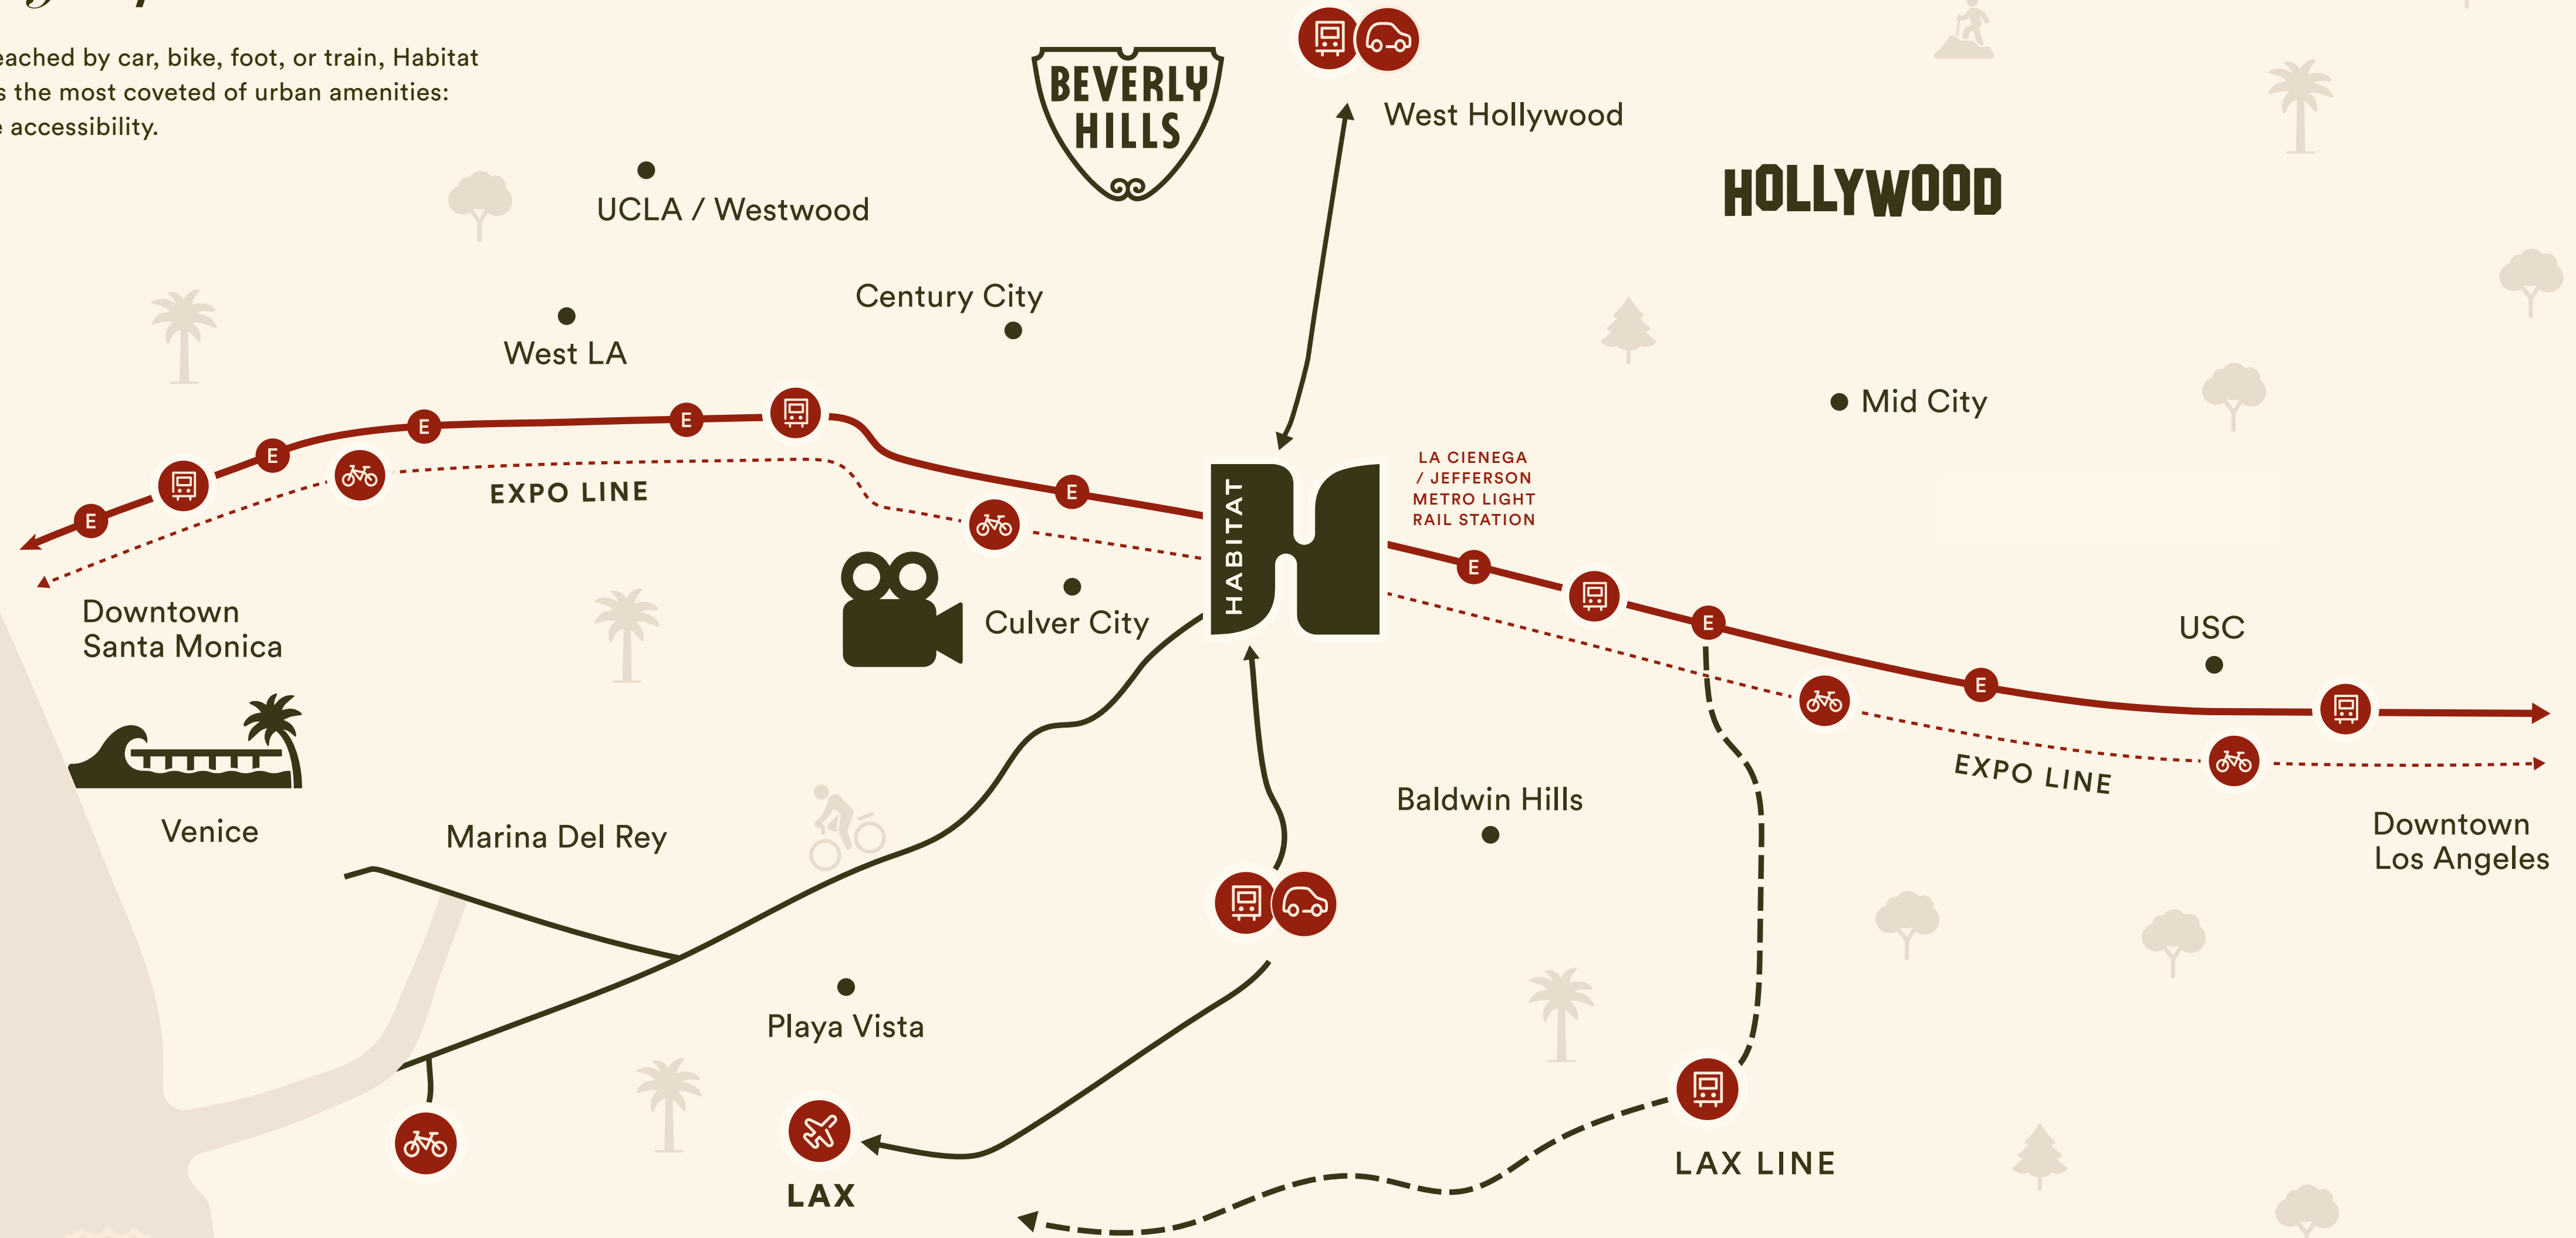 eached by car, bike, foot, or train, Habitat
s the most coveted of urban amenities:
accessibility.
BEVERLY
HILLS
West Hollywood
HOLLYWOOD
UCLA / Westwood
Century City
West LA
Mid City
E
E
E
E
E
EXPO LINE
HABITAT
LA CIENEGA
/ JEFFERSON
METRO LIGHT
RAIL STATION
E
E
E
Culver City
Downtown
Santa Monica
USC
EXPO LINE
Venice
Marina Del Rey
Baldwin Hills
Downtown
Los Angeles
Playa Vista
LAX
LAX LINE